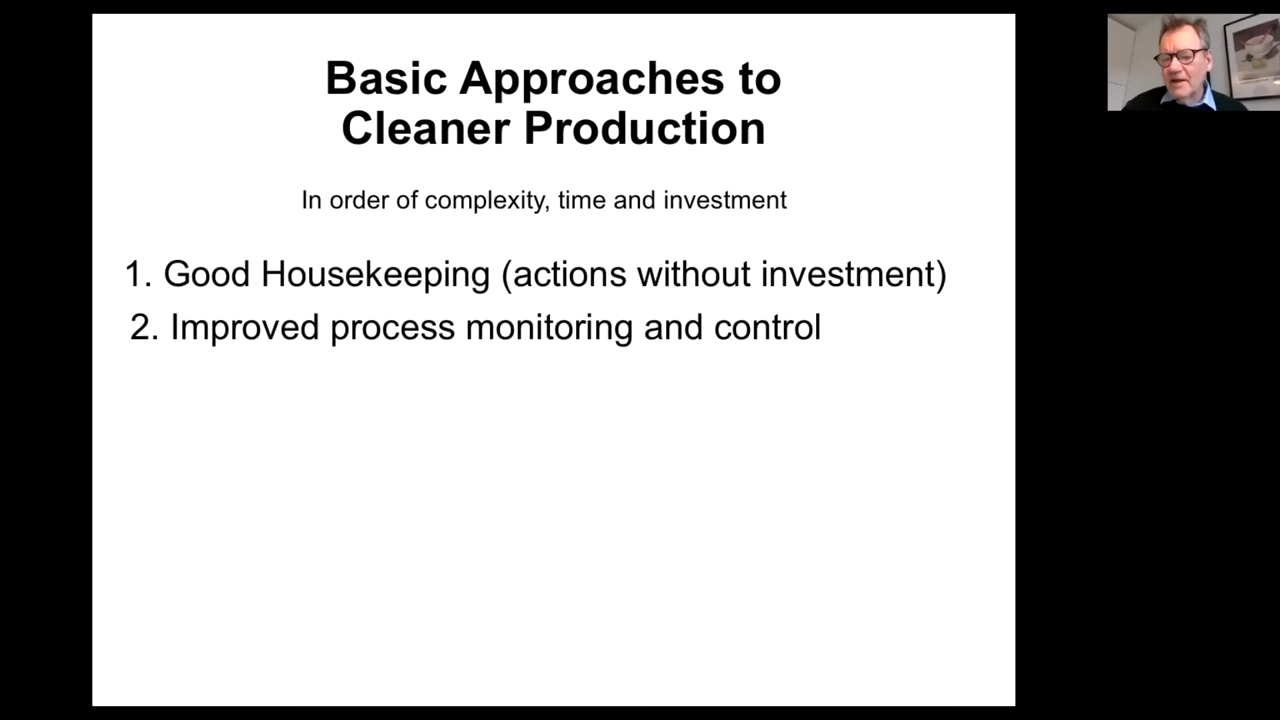 Basic Approaches to
Cleaner Production
In order of complexity, time and investment
1. Good Housekeeping (actions without investment)
2. Improved process monitoring and control